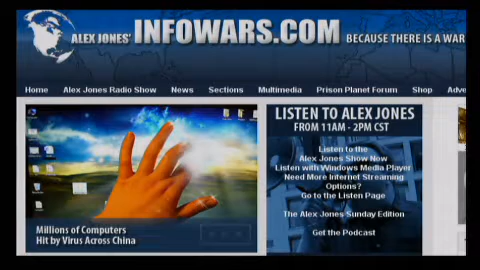 ALEX JONES' INFOWARS.COM BECAUSE THERE IS A WAR
Home Alex Jones Radio Show News Sections Multimedia Prison Planet Forum Shop Adve
LISTEN TO ALEX JONES
FROM 11AM - 2PM CST
Listen to the
Alex Jones Show Now
Listen with Windows Media Player
Need More Internet Streaming
Options?
Go to the Listen Page
The Alex Jones Sunday Edition
Get the Podcast
Millions of Computers
Hit by Virus Across China